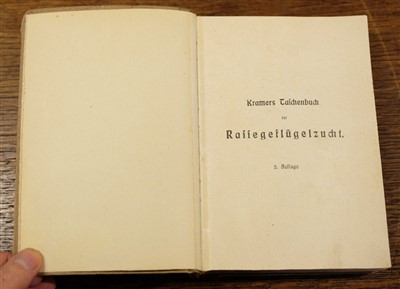 Kramers Taschenbuch
der
Rassegeflügelzucht.
2. Auflage